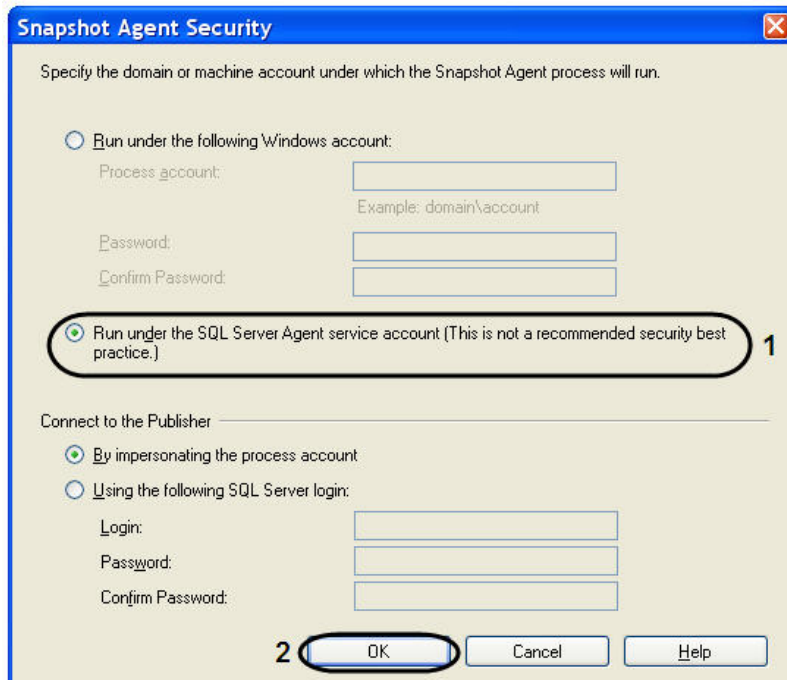 Snapshot Agent Security
Specify the domain or machine account under which the Snapshot Agent process will run.
Run under the following Windows account:
Process account:
Example: domain\account
Password:
Confirm Password:
Run under the SQL Server Agent service account (This is not a recommended security best
practice.)
1
Connect to the Publisher
By impersonating the process account
Using the following SQL Server login:
Login:
Password:
Confirm Password:
2
OK
Cancel
Help